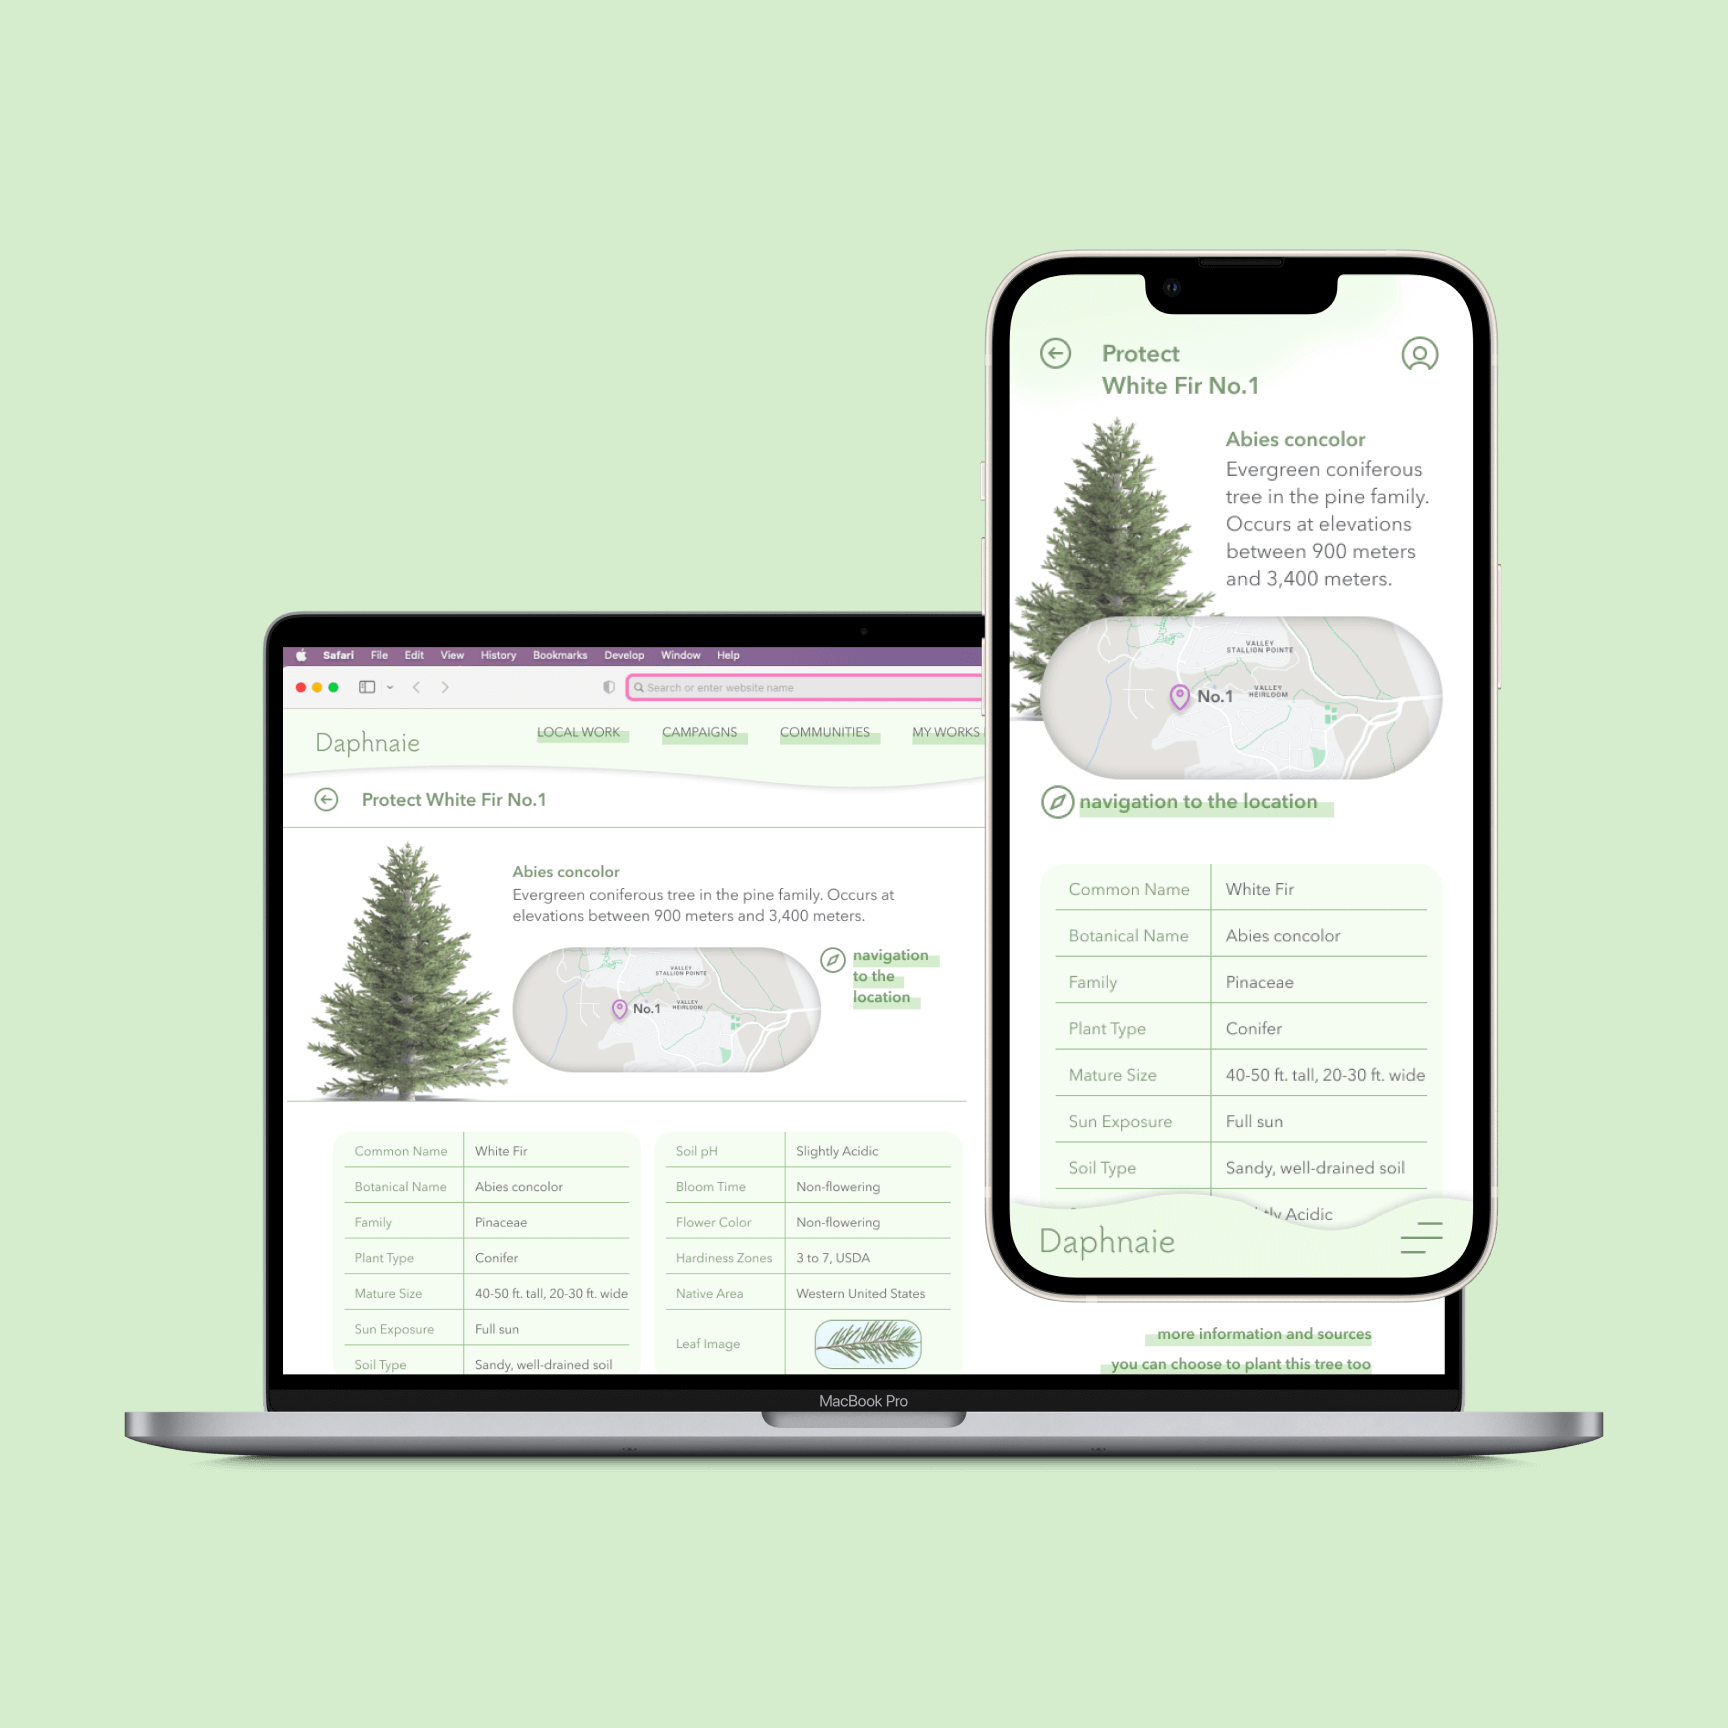 Safari File Edit View History Bookmarks Develop Window Help
Search or enter website name
Daphnaie
LOCAL WORK CAMPAIGNS COMMUNITIES MY WORKS
Protect White Fir No.1
Abies concolor
Evergreen coniferous tree in the pine family. Occurs at
elevations between 900 meters and 3,400 meters.
VALLEY
STALLION POINTE
VALLEY
HEIRLOOM
No.1
navigation
to the
location
Common Name White Fir
Botanical Name Abies concolor
Family Pinaceae
Plant Type Conifer
Mature Size 40-50 ft. tall, 20-30 ft. wide
Sun Exposure Full sun
Soil Type Sandy, well-drained soil
Soil pH Slightly Acidic
Bloom Time Non-flowering
Flower Color Non-flowering
Hardiness Zones 3 to 7, USDA
Native Area Western United States
Leaf Image
more information and sources
you can choose to plant this tree too
MacBook Pro
Protect
White Fir No.1
Abies concolor
Evergreen coniferous
tree in the pine family.
Occurs at elevations
between 900 meters
and 3,400 meters.
VALLEY
STALLION POINTE
VALLEY
HEIRLOOM
No.1
navigation to the location
Common Name White Fir
Botanical Name Abies concolor
Family Pinaceae
Plant Type Conifer
Mature Size 40-50 ft. tall, 20-30 ft. wide
Sun Exposure Full sun
Soil Type Sandy, well-drained soil
Acidic
Daphnaie